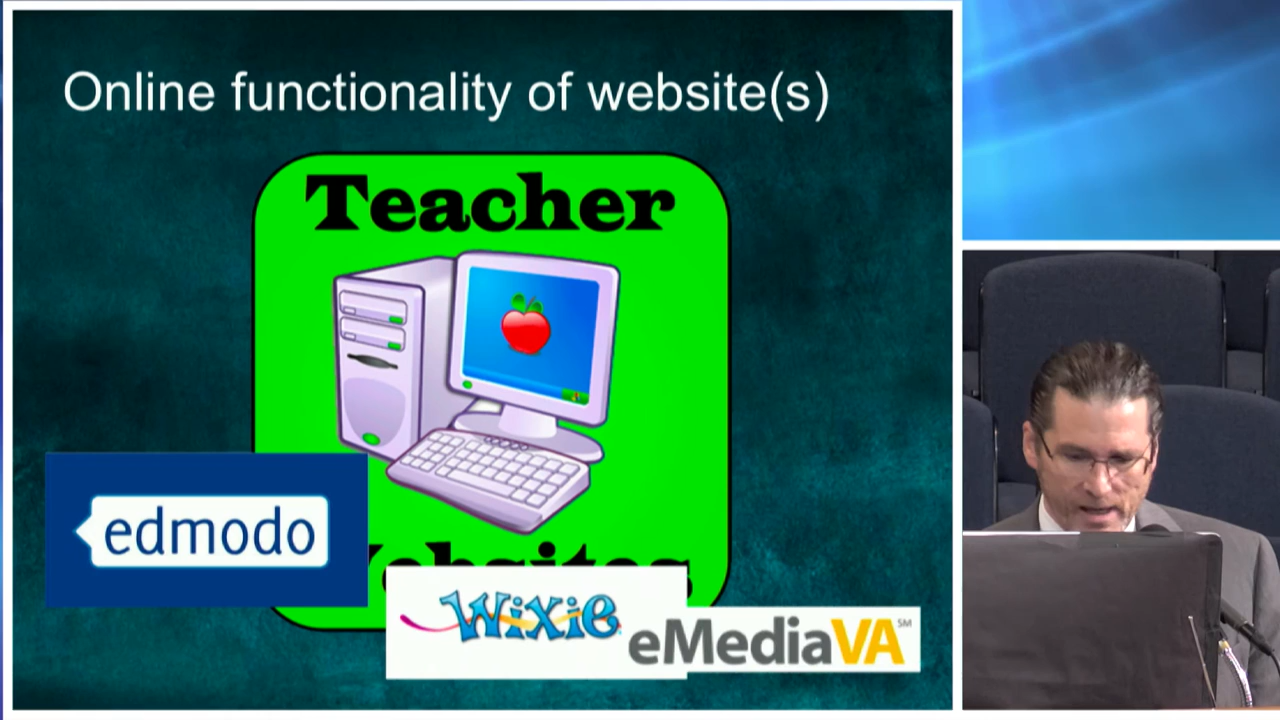 Online functionality of website(s)
Teacher
edmodo
Wixie
eMediaVA SM